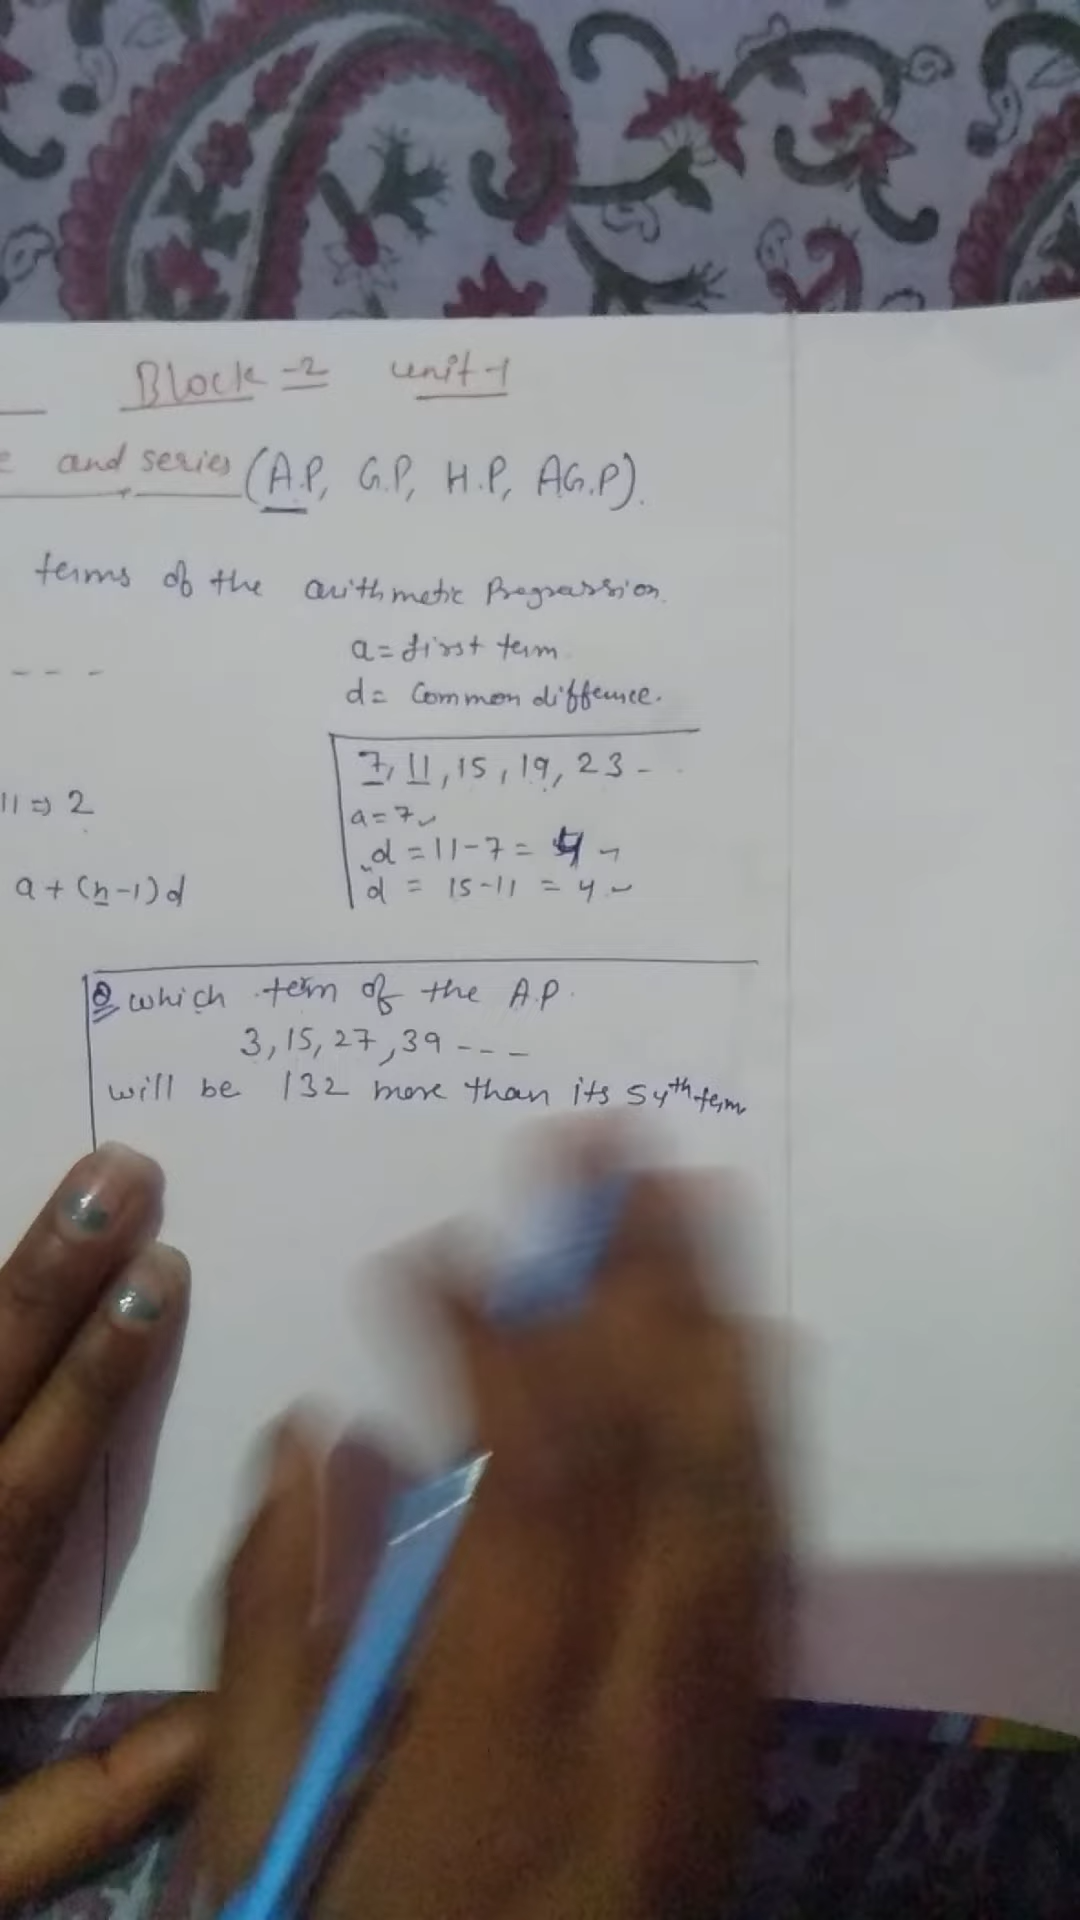 Block-2 unit-1
e and series (A.P, G.P, H.P, AG.P).
terms of the arithmetic Progression.
- - -
a = first term
d = Common differnce.
7, 11, 15, 19, 23 - -
a = 7
d = 11-7 = 4
d = 15-11 = 4
11 => 2
a + (n-1)d
Q which term of the A.P.
3, 15, 27, 39 - - -
will be 132 more than its 54th term